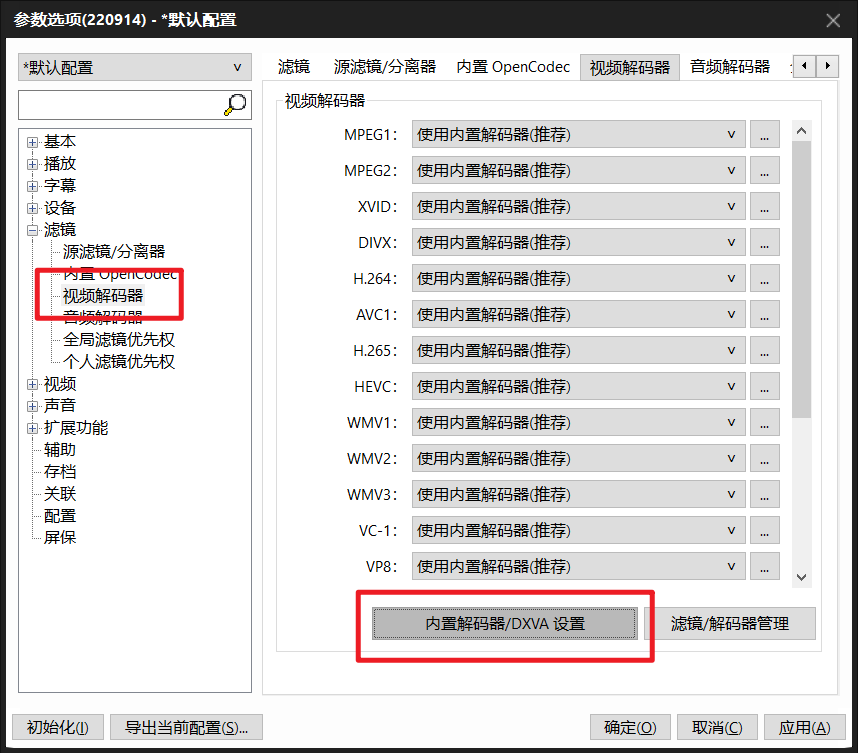 参数选项(220914) - *默认配置
*默认配置
基本
播放
字幕
设备
滤镜
源滤镜/分离器
内置 OpenCodec
视频解码器
音频解码器
全局滤镜优先权
个人滤镜优先权
视频
声音
扩展功能
辅助
存档
关联
配置
屏保
滤镜 源滤镜/分离器 内置 OpenCodec 视频解码器 音频解码器
视频解码器
MPEG1: 使用内置解码器(推荐) ...
MPEG2: 使用内置解码器(推荐) ...
XVID: 使用内置解码器(推荐) ...
DIVX: 使用内置解码器(推荐) ...
H.264: 使用内置解码器(推荐) ...
AVC1: 使用内置解码器(推荐) ...
H.265: 使用内置解码器(推荐) ...
HEVC: 使用内置解码器(推荐) ...
WMV1: 使用内置解码器(推荐) ...
WMV2: 使用内置解码器(推荐) ...
WMV3: 使用内置解码器(推荐) ...
VC-1: 使用内置解码器(推荐) ...
VP8: 使用内置解码器(推荐) ...
内置解码器/DXVA 设置 滤镜/解码器管理
初始化(I) 导出当前配置(S)... 确定(O) 取消(C) 应用(A)